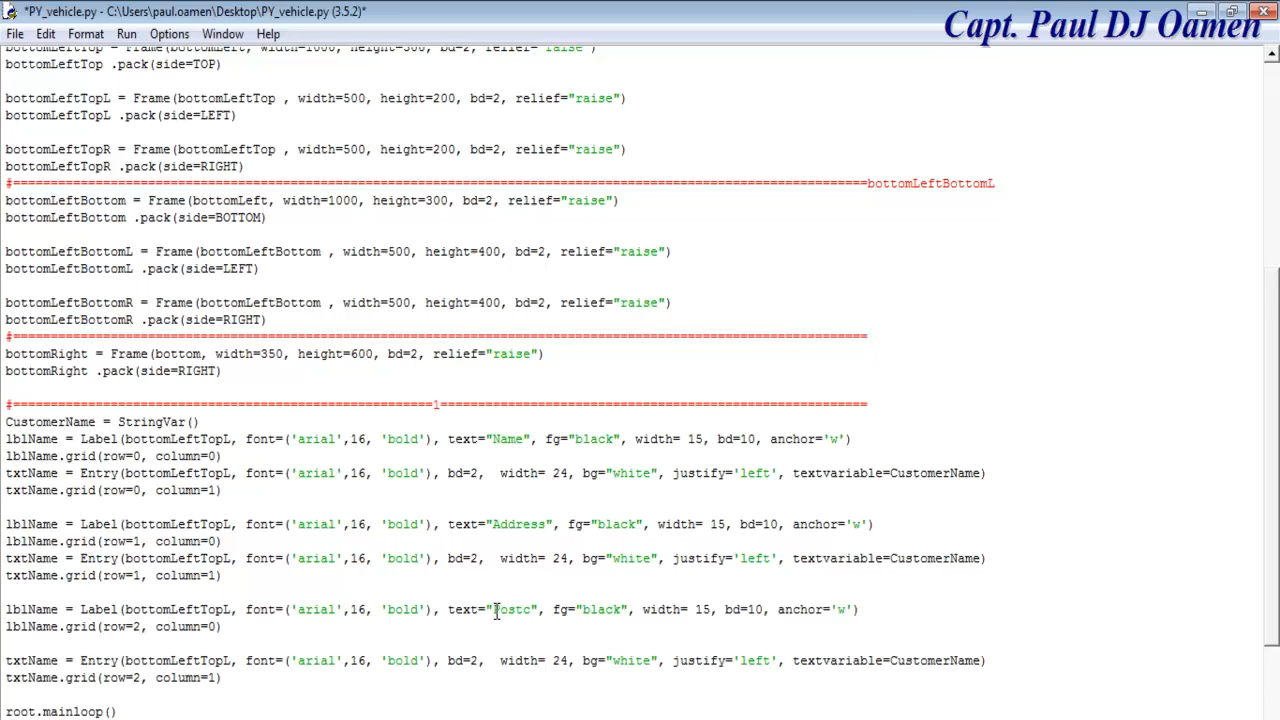 *PY_vehicle.py - C:\Users\paul.oamen\Desktop\PY_vehicle.py (3.5.2)*
Capt. Paul DJ Oamen
File Edit Format Run Options Window Help
bottomLeftTop = Frame(bottomLeft, width=1000, height=300, bd=2, relief="raise")
bottomLeftTop .pack(side=TOP)
bottomLeftTopL = Frame(bottomLeftTop , width=500, height=200, bd=2, relief="raise")
bottomLeftTopL .pack(side=LEFT)
bottomLeftTopR = Frame(bottomLeftTop , width=500, height=200, bd=2, relief="raise")
bottomLeftTopR .pack(side=RIGHT)
#==================================================================================================================bottomLeftBottomL
bottomLeftBottom = Frame(bottomLeft, width=1000, height=300, bd=2, relief="raise")
bottomLeftBottom .pack(side=BOTTOM)
bottomLeftBottomL = Frame(bottomLeftBottom , width=500, height=400, bd=2, relief="raise")
bottomLeftBottomL .pack(side=LEFT)
bottomLeftBottomR = Frame(bottomLeftBottom , width=500, height=400, bd=2, relief="raise")
bottomLeftBottomR .pack(side=RIGHT)
#==================================================================================================================
bottomRight = Frame(bottom, width=350, height=600, bd=2, relief="raise")
bottomRight .pack(side=RIGHT)
#========================================================1=========================================================
CustomerName = StringVar()
lblName = Label(bottomLeftTopL, font=('arial',16, 'bold'), text="Name", fg="black", width= 15, bd=10, anchor='w')
lblName.grid(row=0, column=0)
txtName = Entry(bottomLeftTopL, font=('arial',16, 'bold'), bd=2,  width= 24, bg="white", justify='left', textvariable=CustomerName)
txtName.grid(row=0, column=1)
lblName = Label(bottomLeftTopL, font=('arial',16, 'bold'), text="Address", fg="black", width= 15, bd=10, anchor='w')
lblName.grid(row=1, column=0)
txtName = Entry(bottomLeftTopL, font=('arial',16, 'bold'), bd=2,  width= 24, bg="white", justify='left', textvariable=CustomerName)
txtName.grid(row=1, column=1)
lblName = Label(bottomLeftTopL, font=('arial',16, 'bold'), text="Postc", fg="black", width= 15, bd=10, anchor='w')
lblName.grid(row=2, column=0)
txtName = Entry(bottomLeftTopL, font=('arial',16, 'bold'), bd=2,  width= 24, bg="white", justify='left', textvariable=CustomerName)
txtName.grid(row=2, column=1)
root.mainloop()